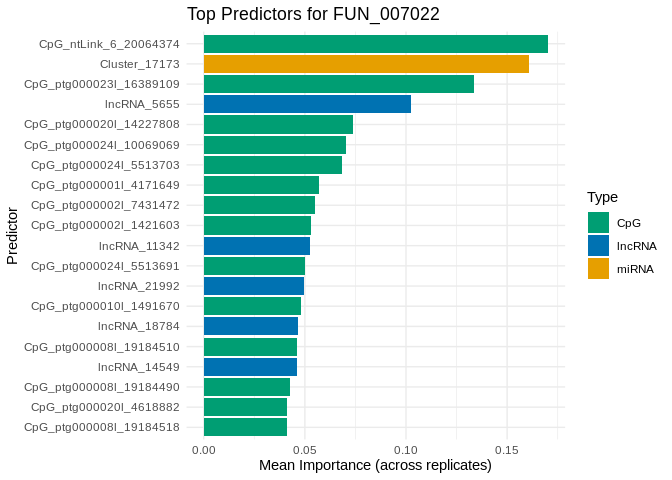 Top Predictors for FUN_007022
Predictor
CpG_ntLink_6_20064374
Cluster_17173
CpG_ptg000023l_16389109
lncRNA_5655
CpG_ptg000020l_14227808
CpG_ptg000024l_10069069
CpG_ptg000024l_5513703
CpG_ptg000001l_4171649
CpG_ptg000002l_7431472
CpG_ptg000002l_1421603
lncRNA_11342
CpG_ptg000024l_5513691
lncRNA_21992
CpG_ptg000010l_1491670
lncRNA_18784
CpG_ptg000008l_19184510
lncRNA_14549
CpG_ptg000008l_19184490
CpG_ptg000020l_4618882
CpG_ptg000008l_19184518
0.00 0.05 0.10 0.15
Mean Importance (across replicates)
Type
CpG
lncRNA
miRNA